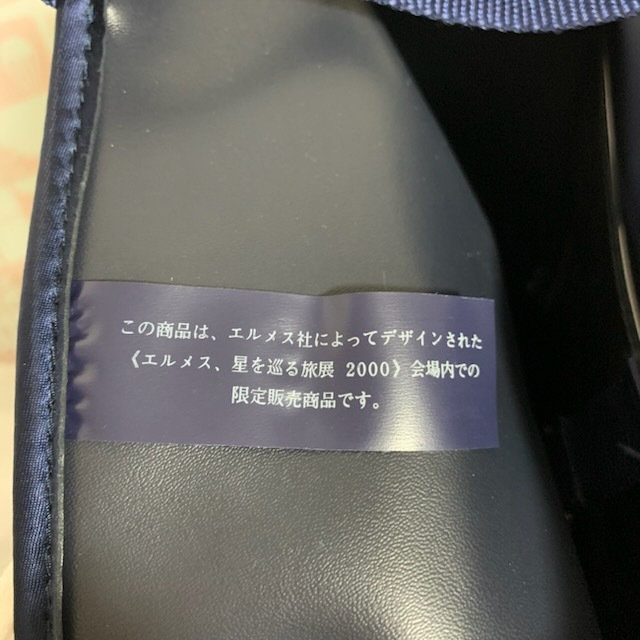 この商品は、エルメス社によってデザインされた
《エルメス、星を巡る旅展 2000》会場内での
限定販売商品です。